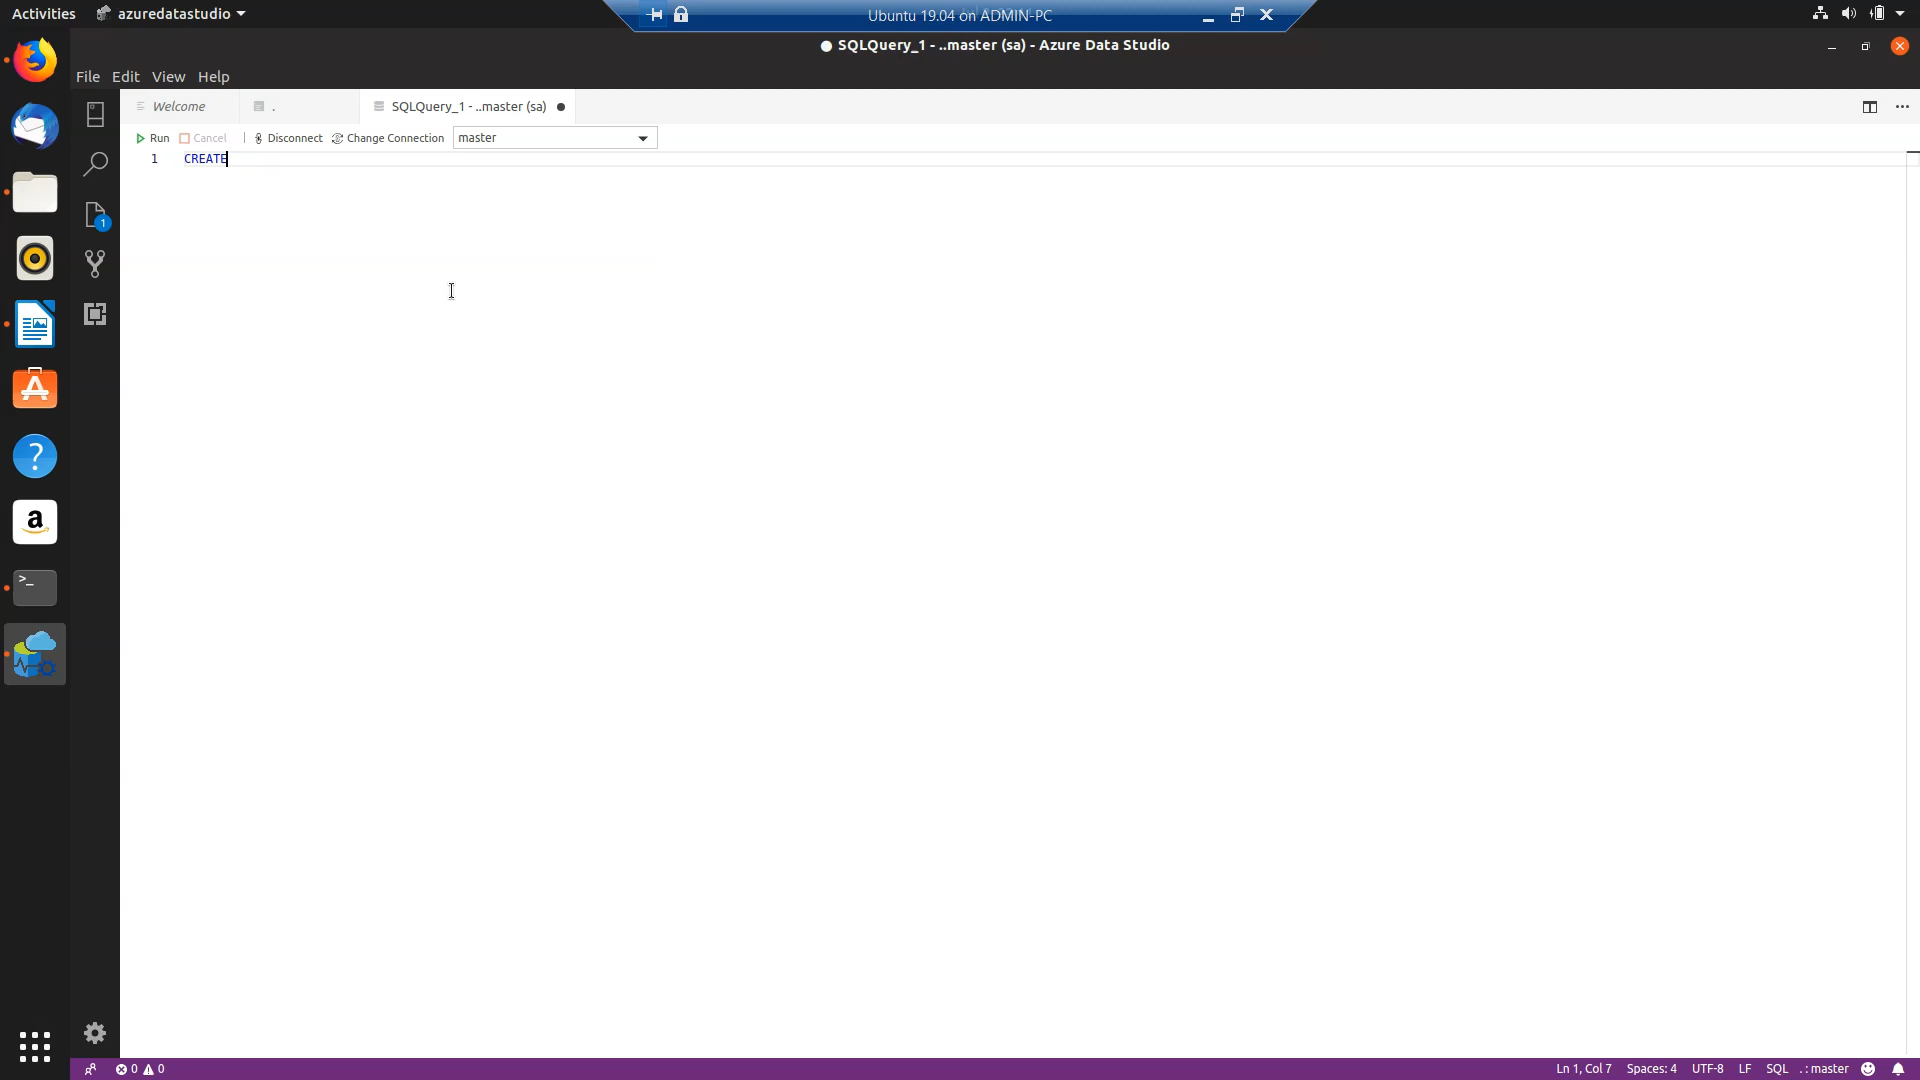 Activities azuredatastudio
Ubuntu 19.04 on ADMIN-PC
● SQLQuery_1 - ..master (sa) - Azure Data Studio
File Edit View Help
Welcome . SQLQuery_1 - ..master (sa) ●
Run Cancel | Disconnect Change Connection master
1 CREATE
1
?
a
>_
0 0 Ln 1, Col 7 Spaces: 4 UTF-8 LF SQL . : master